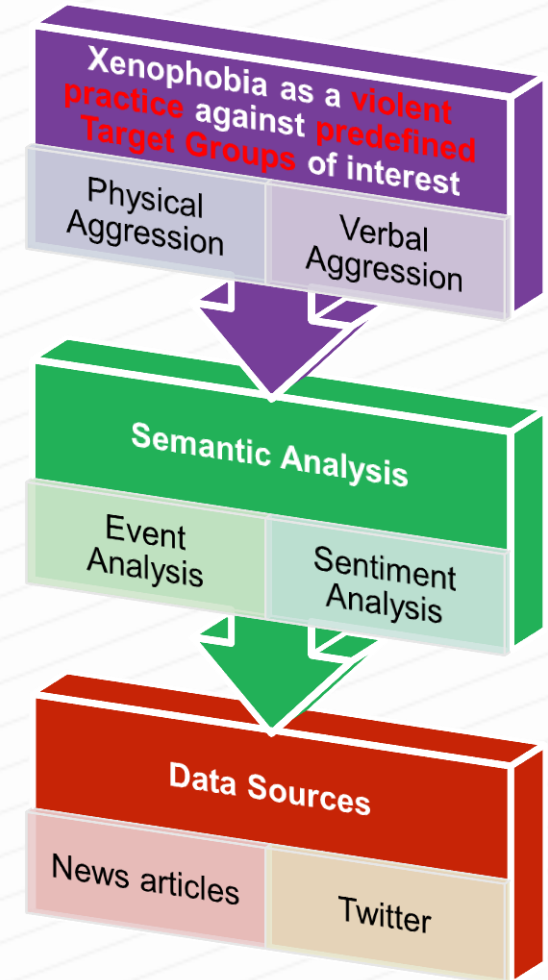 Xenophobia as a violent
practice against predefined
Target Groups of interest
Physical
Aggression
Verbal
Aggression
Semantic Analysis
Event
Analysis
Sentiment
Analysis
Data Sources
News articles
Twitter